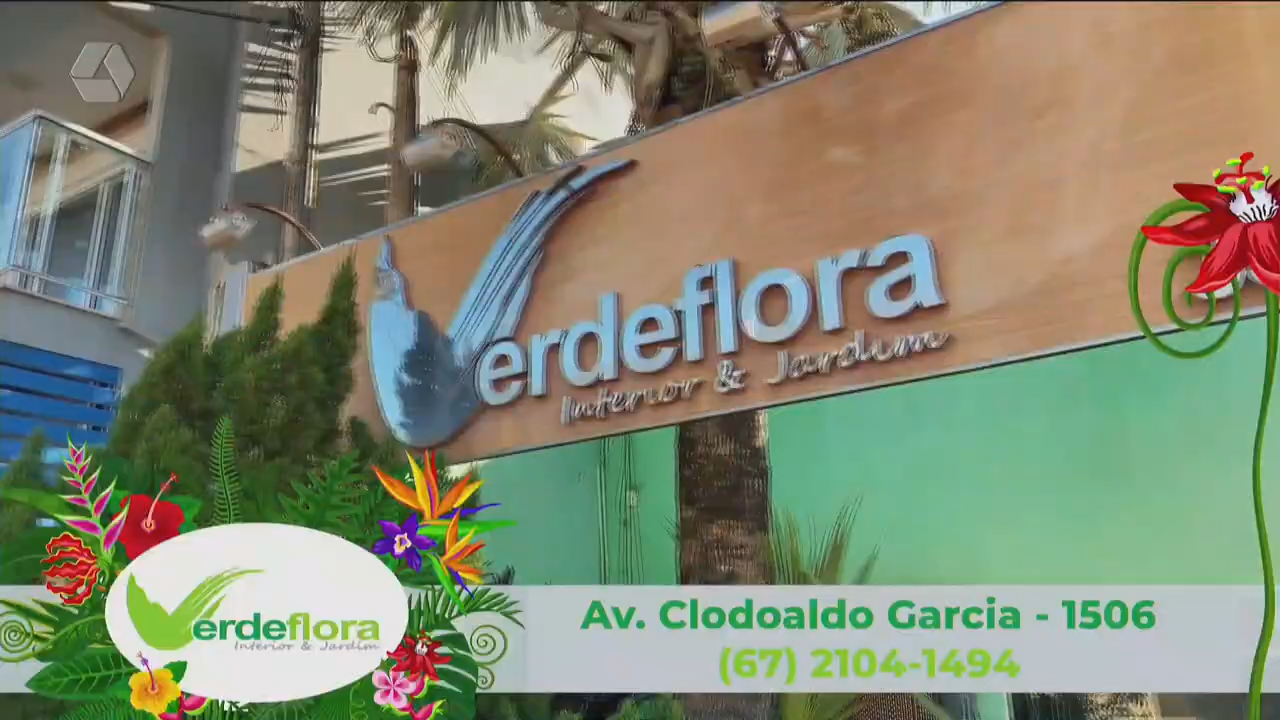 Verdeflora
Interior & Jardim
Verdeflora
Interior & Jardim
Av. Clodoaldo Garcia - 1506
(67) 2104-1494